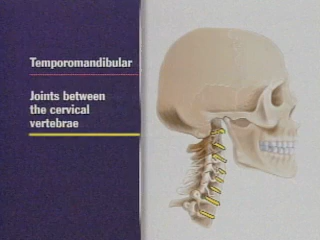 Temporomandibular
Joints between
the cervical
vertebrae